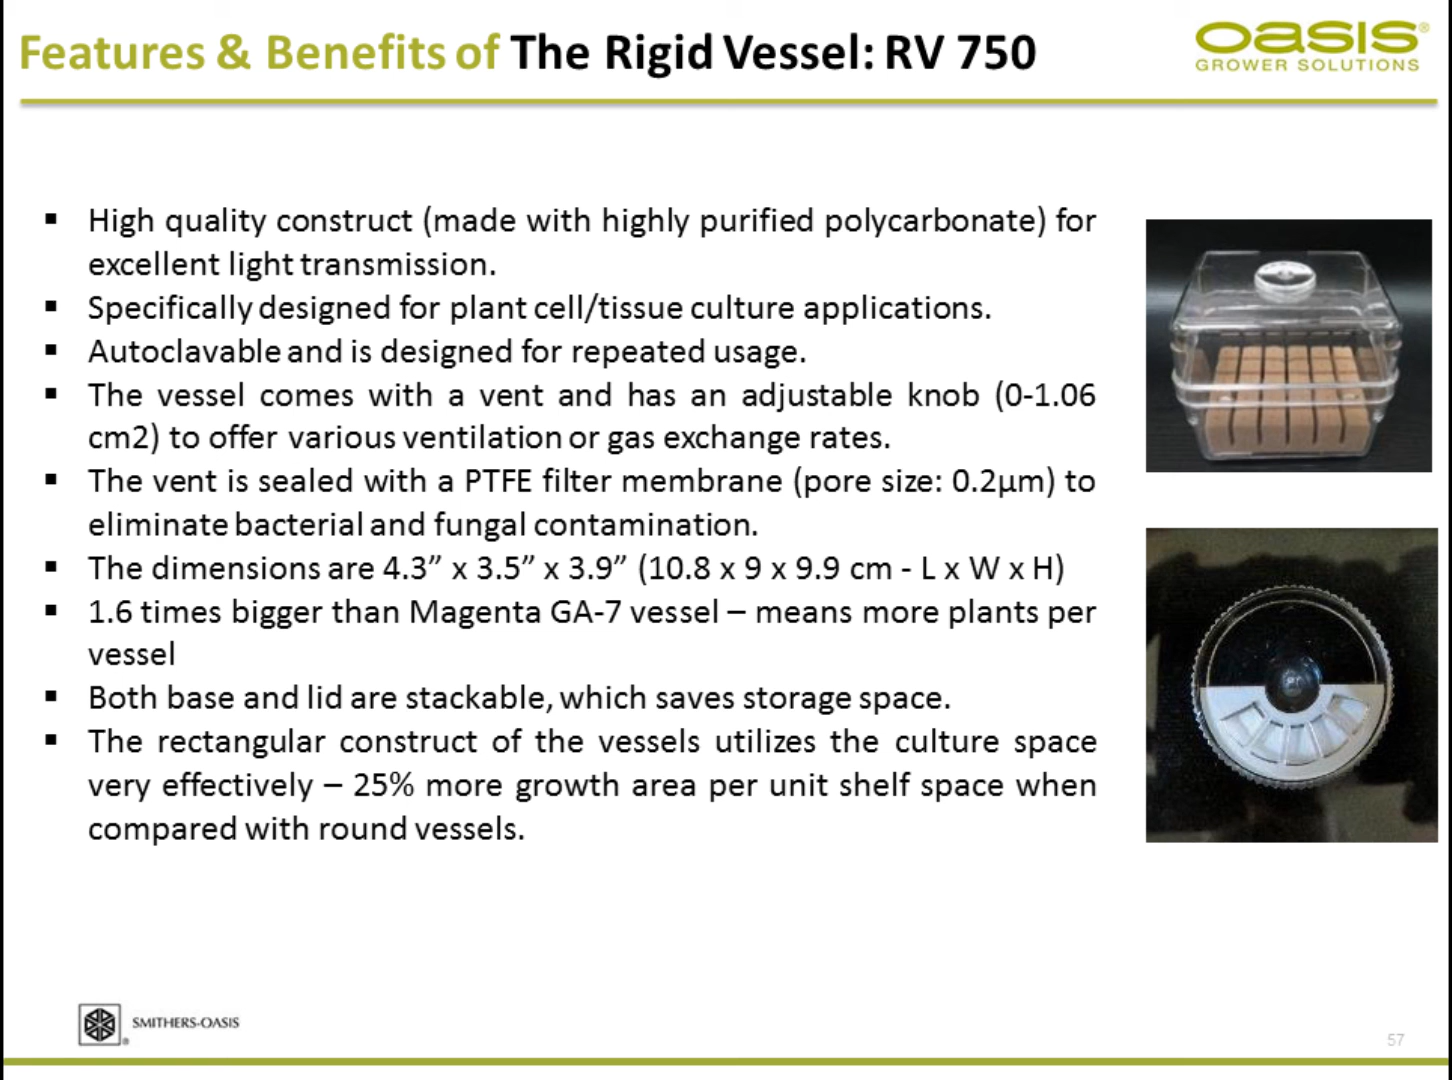 Features & Benefits of The Rigid Vessel: RV 750
oasis®
GROWER SOLUTIONS
▪ High quality construct (made with highly purified polycarbonate) for
excellent light transmission.
▪ Specifically designed for plant cell/tissue culture applications.
▪ Autoclavable and is designed for repeated usage.
▪ The vessel comes with a vent and has an adjustable knob (0-1.06
cm2) to offer various ventilation or gas exchange rates.
▪ The vent is sealed with a PTFE filter membrane (pore size: 0.2µm) to
eliminate bacterial and fungal contamination.
▪ The dimensions are 4.3” x 3.5” x 3.9” (10.8 x 9 x 9.9 cm - L x W x H)
▪ 1.6 times bigger than Magenta GA-7 vessel – means more plants per
vessel
▪ Both base and lid are stackable, which saves storage space.
▪ The rectangular construct of the vessels utilizes the culture space
very effectively – 25% more growth area per unit shelf space when
compared with round vessels.
SMITHERS-OASIS
®
57